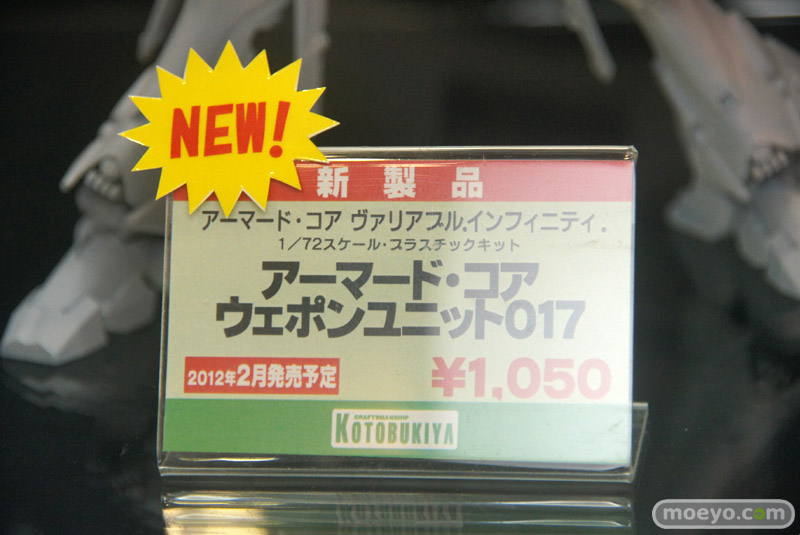 NEW!
新製品
アーマード・コア ヴァリアブル.インフィニティ.
1/72スケール・プラスチックキット
アーマード・コア
ウェポンユニット017
2012年2月発売予定
¥1,050
CRAFTSMANSHIP
KOTOBUKIYA
moeyo.com